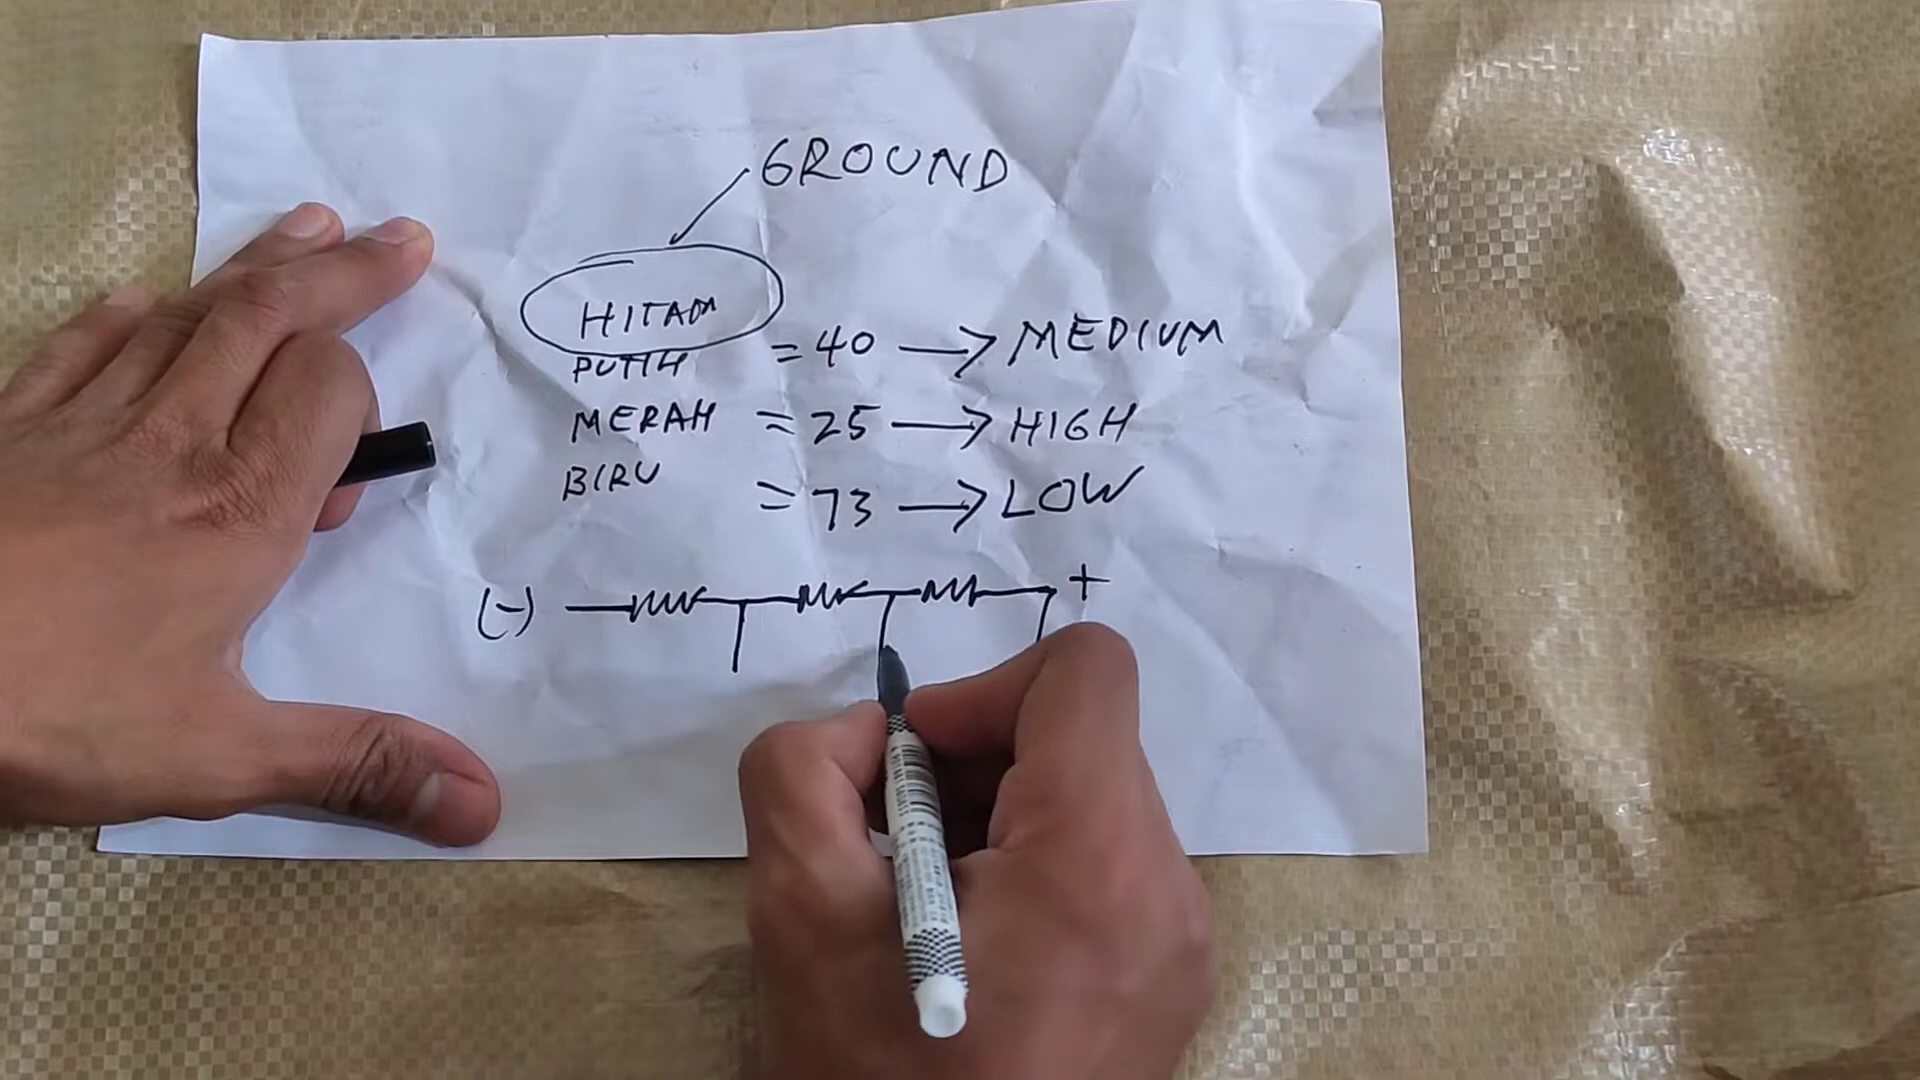 GROUND
HITAM
PUTIH = 40 → MEDIUM
MERAH = 25 → HIGH
BIRU = 73 → LOW
(-) +